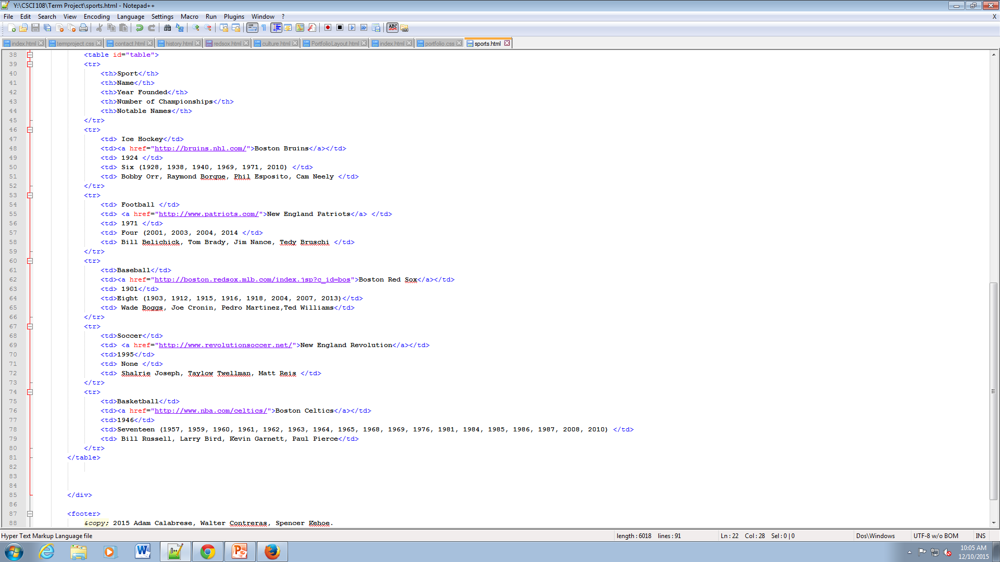 Y:\CSCI108\Term Project\sports.html - Notepad++
File Edit Search View Encoding Language Settings Macro Run Plugins Window ? X
ABC
index.html termproject.css contact.html history.html redsox.html culture.html PortfolioLayout.html index.html portfolio.css sports.html
38 <table id="table">
39 <tr>
40 <th>Sport</th>
41 <th>Name</th>
42 <th>Year Founded</th>
43 <th>Number of Championships</th>
44 <th>Notable Names</th>
45 </tr>
46 <tr>
47 <td> Ice Hockey</td>
48 <td><a href="http://bruins.nhl.com/">Boston Bruins</a></td>
49 <td> 1924 </td>
50 <td> Six (1928, 1938, 1940, 1969, 1971, 2010) </td>
51 <td> Bobby Orr, Raymond Borque, Phil Esposito, Cam Neely </td>
52 </tr>
53 <tr>
54 <td> Football </td>
55 <td> <a href="http://www.patriots.com/">New England Patriots</a> </td>
56 <td> 1971 </td>
57 <td> Four (2001, 2003, 2004, 2014 </td>
58 <td> Bill Belichick, Tom Brady, Jim Nance, Tedy Bruschi </td>
59 </tr>
60 <tr>
61 <td>Baseball</td>
62 <td><a href="http://boston.redsox.mlb.com/index.jsp?c_id=bos">Boston Red Sox</a></td>
63 <td> 1901</td>
64 <td>Eight (1903, 1912, 1915, 1916, 1918, 2004, 2007, 2013)</td>
65 <td> Wade Boggs, Joe Cronin, Pedro Martinez,Ted Williams</td>
66 </tr>
67 <tr>
68 <td>Soccer</td>
69 <td> <a href="http://www.revolutionsoccer.net/">New England Revolution</a></td>
70 <td>1995</td>
71 <td> None </td>
72 <td> Shalrie Joseph, Taylow Twellman, Matt Reis </td>
73 </tr>
74 <tr>
75 <td>Basketball</td>
76 <td><a href="http://www.nba.com/celtics/">Boston Celtics</a></td>
77 <td>1946</td>
78 <td>Seventeen (1957, 1959, 1960, 1961, 1962, 1963, 1964, 1965, 1968, 1969, 1976, 1981, 1984, 1985, 1986, 1987, 2008, 2010) </td>
79 <td> Bill Russell, Larry Bird, Kevin Garnett, Paul Pierce</td>
80 </tr>
81 </table>
82
83
84
85 </div>
86
87 <footer>
88 &copy; 2015 Adam Calabrese, Walter Contreras, Spencer Kehoe.
Hyper Text Markup Language file length : 6018 lines : 91 Ln : 22 Col : 28 Sel : 0 | 0 Dos\Windows UTF-8 w/o BOM INS
10:05 AM
12/10/2015